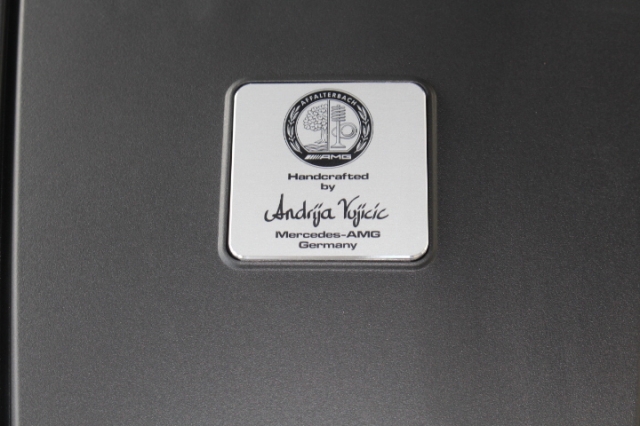 AFFALTERBACH
AMG
Handcrafted
by
Andrija Vujicic
Mercedes-AMG
Germany